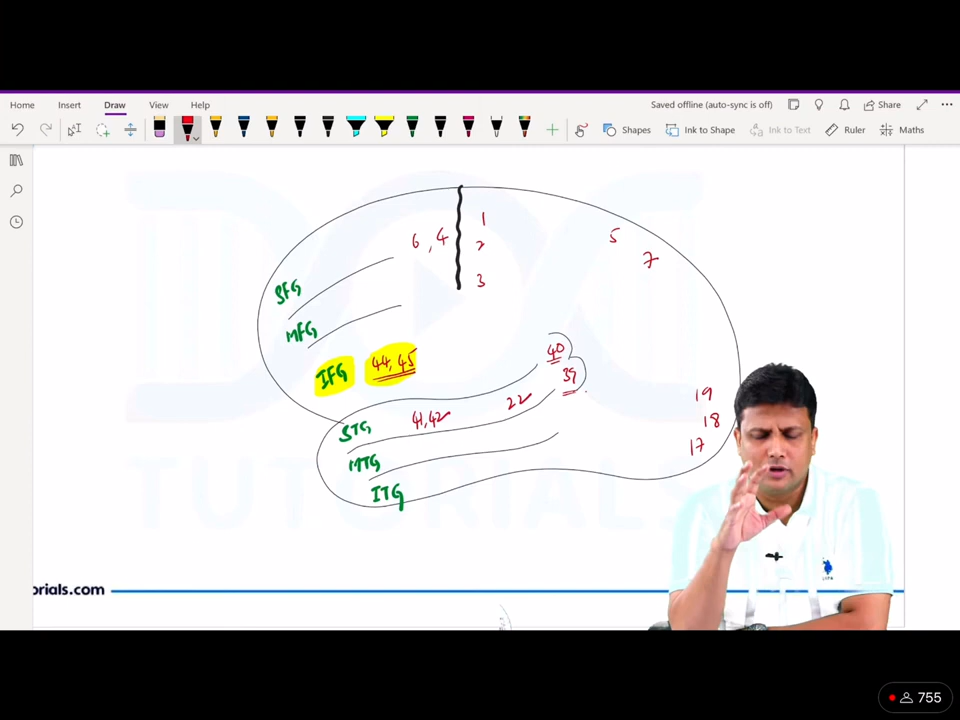 Home Insert Draw View Help Saved offline (auto-sync is off) Share
Shapes Ink to Shape Ink to Text Ruler Maths
1
6, 4 2
5
7
3
SFG
MFG
IFG 44, 45
40
39
19
STG 41, 42 22
18
MTG
17
ITG
TUTORIALS
orials.com
755